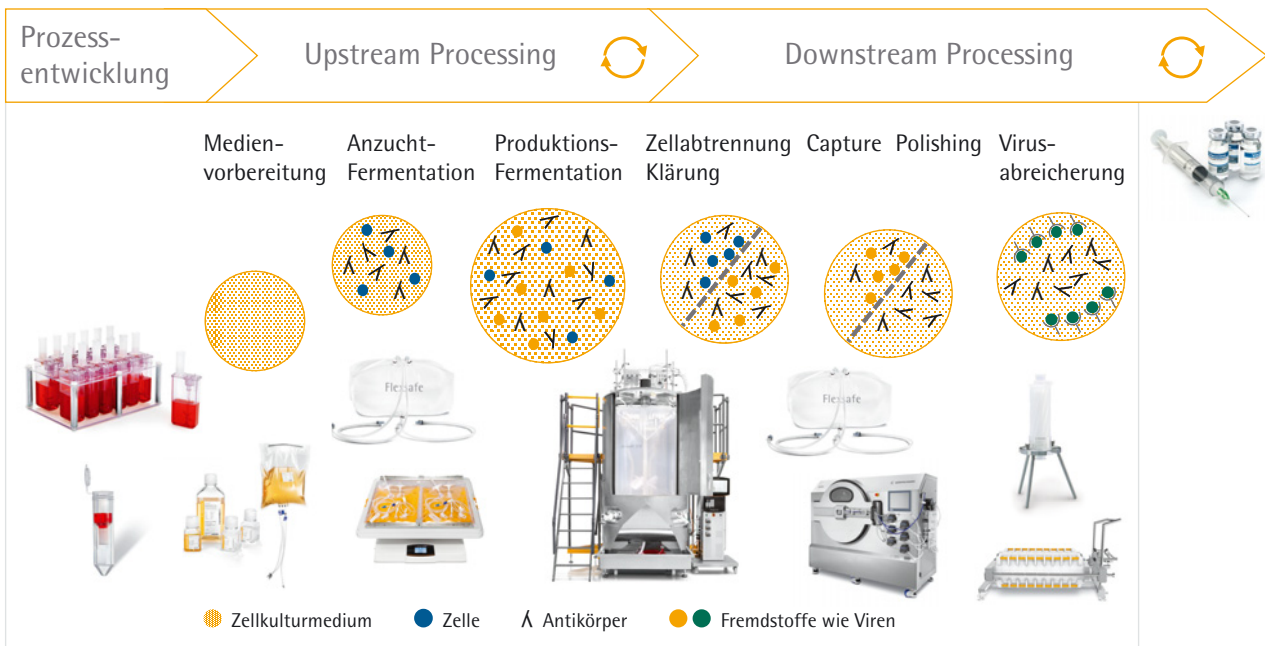 Prozess-
entwicklung
Upstream Processing
Downstream Processing
Medien-
vorbereitung
Anzucht-
Fermentation
Produktions-
Fermentation
Zellabtrennung
Klärung
Capture
Polishing
Virus-
abreicherung
Flexsafe
Flexsafe
Zellkulturmedium
Zelle
Antikörper
Fremdstoffe wie Viren